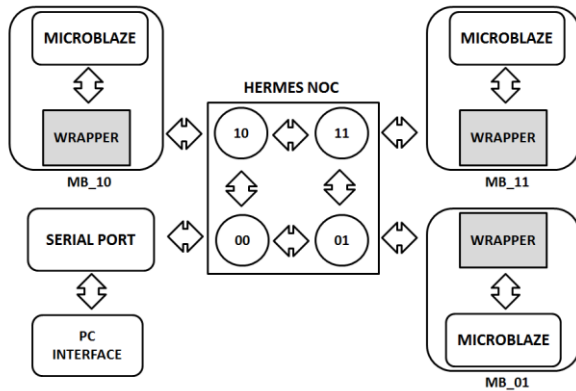 MICROBLAZE
WRAPPER
MB_10
HERMES NOC
10
11
00
01
MICROBLAZE
WRAPPER
MB_11
SERIAL PORT
PC
INTERFACE
WRAPPER
MICROBLAZE
MB_01